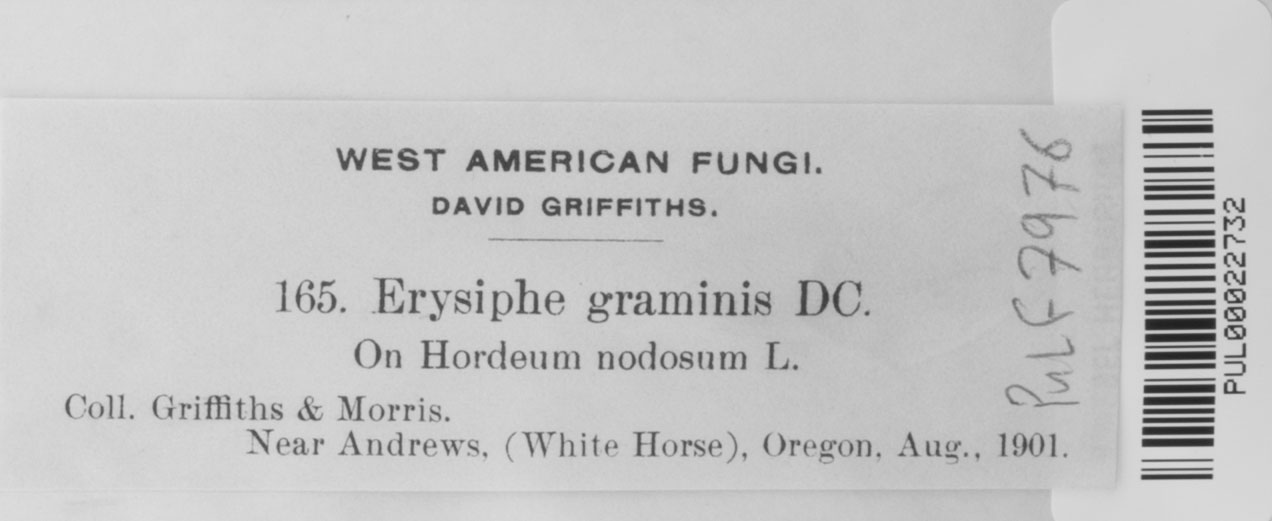 WEST AMERICAN FUNGI.
DAVID GRIFFITHS.
165. Erysiphe graminis DC.
On Hordeum nodosum L.
Coll. Griffiths & Morris.
Near Andrews, (White Horse), Oregon, Aug., 1901.
PuL F7976
PUL00022732